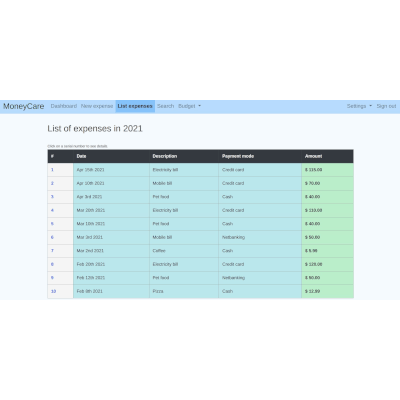 MoneyCare Dashboard New expense List expenses Search Budget Settings Sign out
List of expenses in 2021
Click on a serial number to see details
# Date Description Payment mode Amount
1 Apr 15th 2021 Electricity bill Credit card $ 115.00
2 Apr 10th 2021 Mobile bill Credit card $ 70.00
3 Apr 3rd 2021 Pet food Cash $ 40.00
4 Mar 20th 2021 Electricity bill Credit card $ 110.00
5 Mar 10th 2021 Pet food Cash $ 40.00
6 Mar 3rd 2021 Mobile bill Netbanking $ 50.00
7 Mar 2nd 2021 Coffee Cash $ 5.99
8 Feb 20th 2021 Electricity bill Credit card $ 120.00
9 Feb 12th 2021 Pet food Netbanking $ 50.00
10 Feb 9th 2021 Pizza Cash $ 12.99